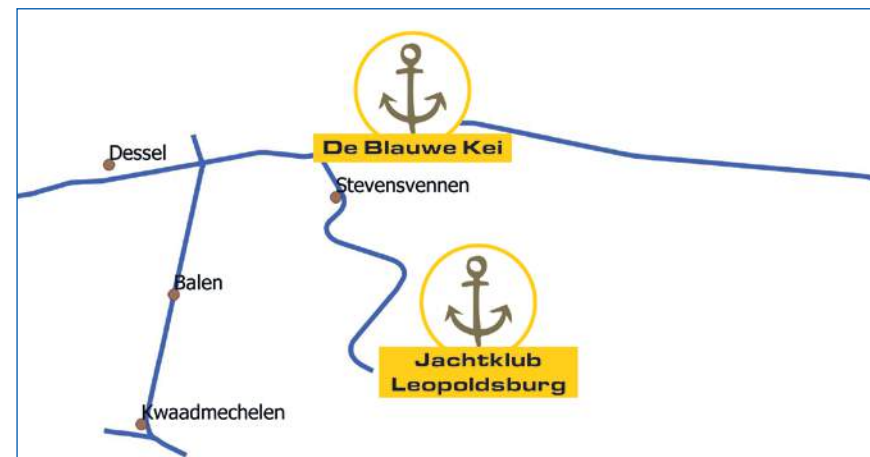 De Blauwe Kei
Dessel
Stevensvennen
Balen
Jachtklub
Leopoldsburg
Kwaadmechelen